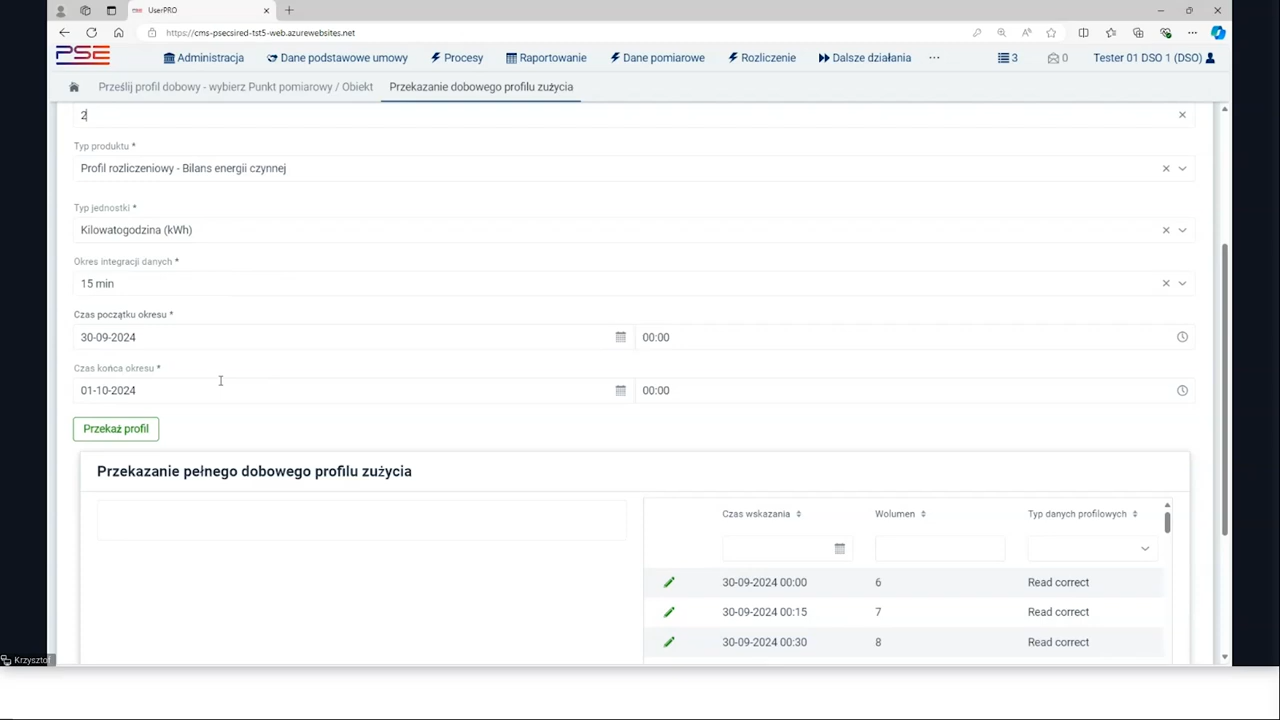 UserPRO
https://cms-psecsired-tst5-web.azurewebsites.net
PSE
Administracja
Dane podstawowe umowy
Procesy
Raportowanie
Dane pomiarowe
Rozliczenie
Dalsze działania
3
0
Tester 01 DSO 1 (DSO)
Prześlij profil dobowy - wybierz Punkt pomiarowy / Obiekt
Przekazanie dobowego profilu zużycia
2
Typ produktu *
Profil rozliczeniowy - Bilans energii czynnej
Typ jednostki *
Kilowatogodzina (kWh)
Okres integracji danych *
15 min
Czas początku okresu *
30-09-2024
00:00
Czas końca okresu *
01-10-2024
00:00
Przekaż profil
Przekazanie pełnego dobowego profilu zużycia
Czas wskazania
Wolumen
Typ danych profilowych
30-09-2024 00:00 6 Read correct
30-09-2024 00:15 7 Read correct
30-09-2024 00:30 8 Read correct
Krzysztof